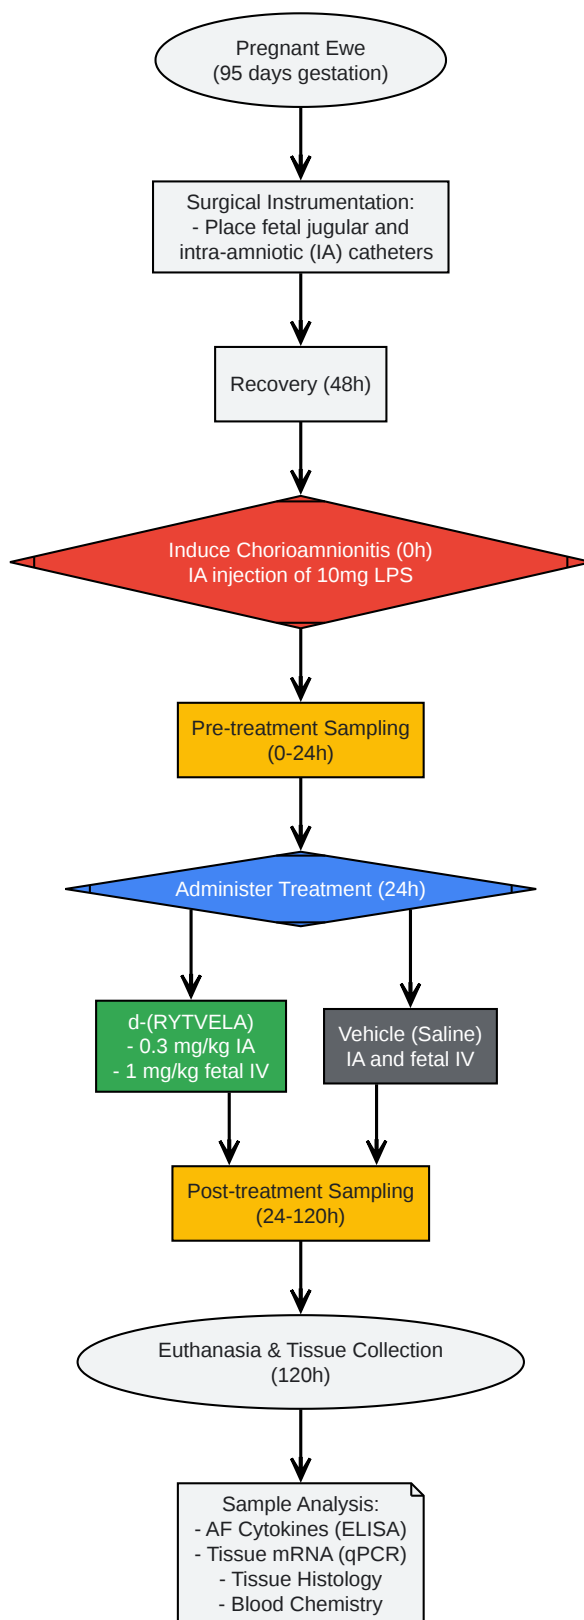 Pregnant Ewe
(95 days gestation)
Surgical Instrumentation:
- Place fetal jugular and
intra-amniotic (IA) catheters
Recovery (48h)
Induce Chorioamnionitis (0h)
IA injection of 10mg LPS
Pre-treatment Sampling
(0-24h)
Administer Treatment (24h)
d-(RYTVELA)
- 0.3 mg/kg IA
- 1 mg/kg fetal IV
Vehicle (Saline)
IA and fetal IV
Post-treatment Sampling
(24-120h)
Euthanasia & Tissue Collection
(120h)
Sample Analysis:
- AF Cytokines (ELISA)
- Tissue mRNA (qPCR)
- Tissue Histology
- Blood Chemistry